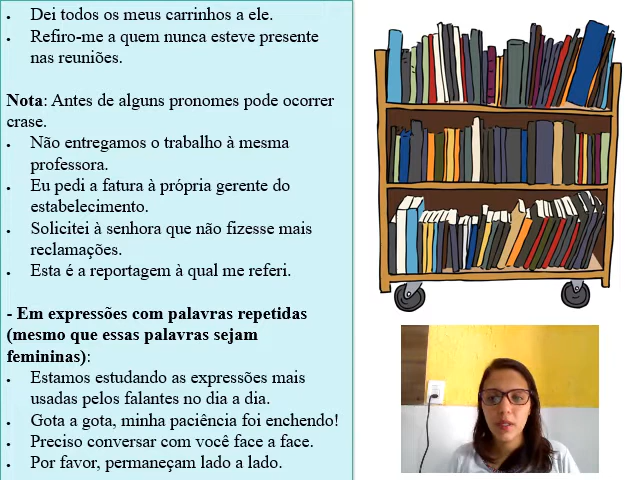 • Dei todos os meus carrinhos a ele.
• Refiro-me a quem nunca esteve presente
nas reuniões.
Nota: Antes de alguns pronomes pode ocorrer
crase.
• Não entregamos o trabalho à mesma
professora.
• Eu pedi a fatura à própria gerente do
estabelecimento.
• Solicitei à senhora que não fizesse mais
reclamações.
• Esta é a reportagem à qual me referi.
- Em expressões com palavras repetidas
(mesmo que essas palavras sejam
femininas):
• Estamos estudando as expressões mais
usadas pelos falantes no dia a dia.
• Gota a gota, minha paciência foi enchendo!
• Preciso conversar com você face a face.
• Por favor, permaneçam lado a lado.